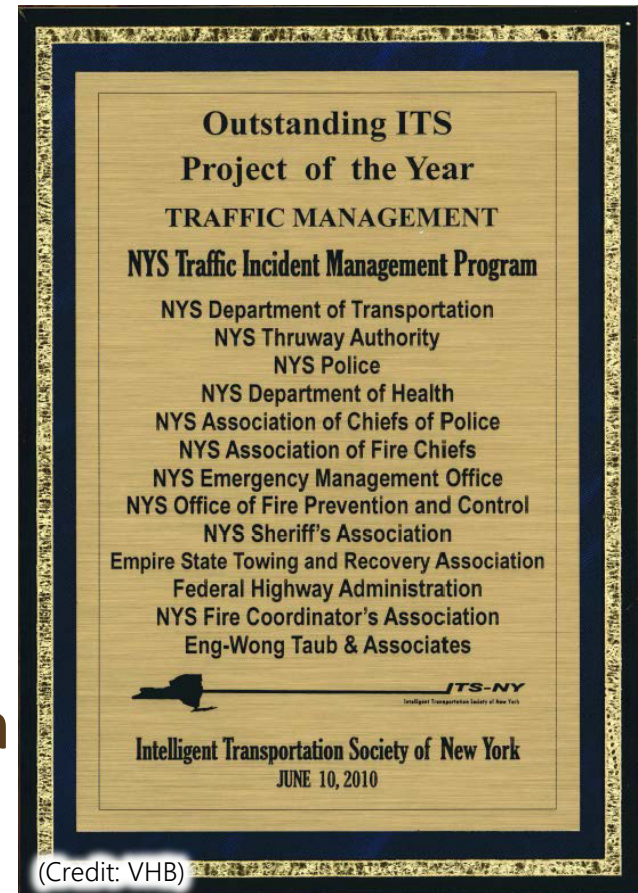 Outstanding ITS
Project of the Year
TRAFFIC MANAGEMENT
NYS Traffic Incident Management Program
NYS Department of Transportation
NYS Thruway Authority
NYS Police
NYS Department of Health
NYS Association of Chiefs of Police
NYS Association of Fire Chiefs
NYS Emergency Management Office
NYS Office of Fire Prevention and Control
NYS Sheriff's Association
Empire State Towing and Recovery Association
Federal Highway Administration
NYS Fire Coordinator's Association
Eng-Wong Taub & Associates
ITS-NY
Intelligent Transportation Society of New York
Intelligent Transportation Society of New York
JUNE 10, 2010
(Credit: VHB)